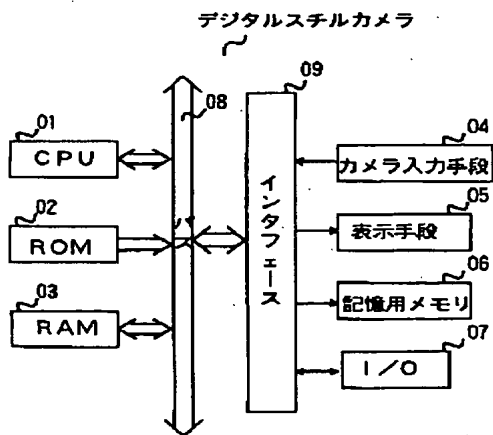 デジタルスチルカメラ
01
CPU
02
ROM
03
RAM
08
バス
09
インタフェース
04
カメラ入力手段
05
表示手段
06
記憶用メモリ
07
I/O